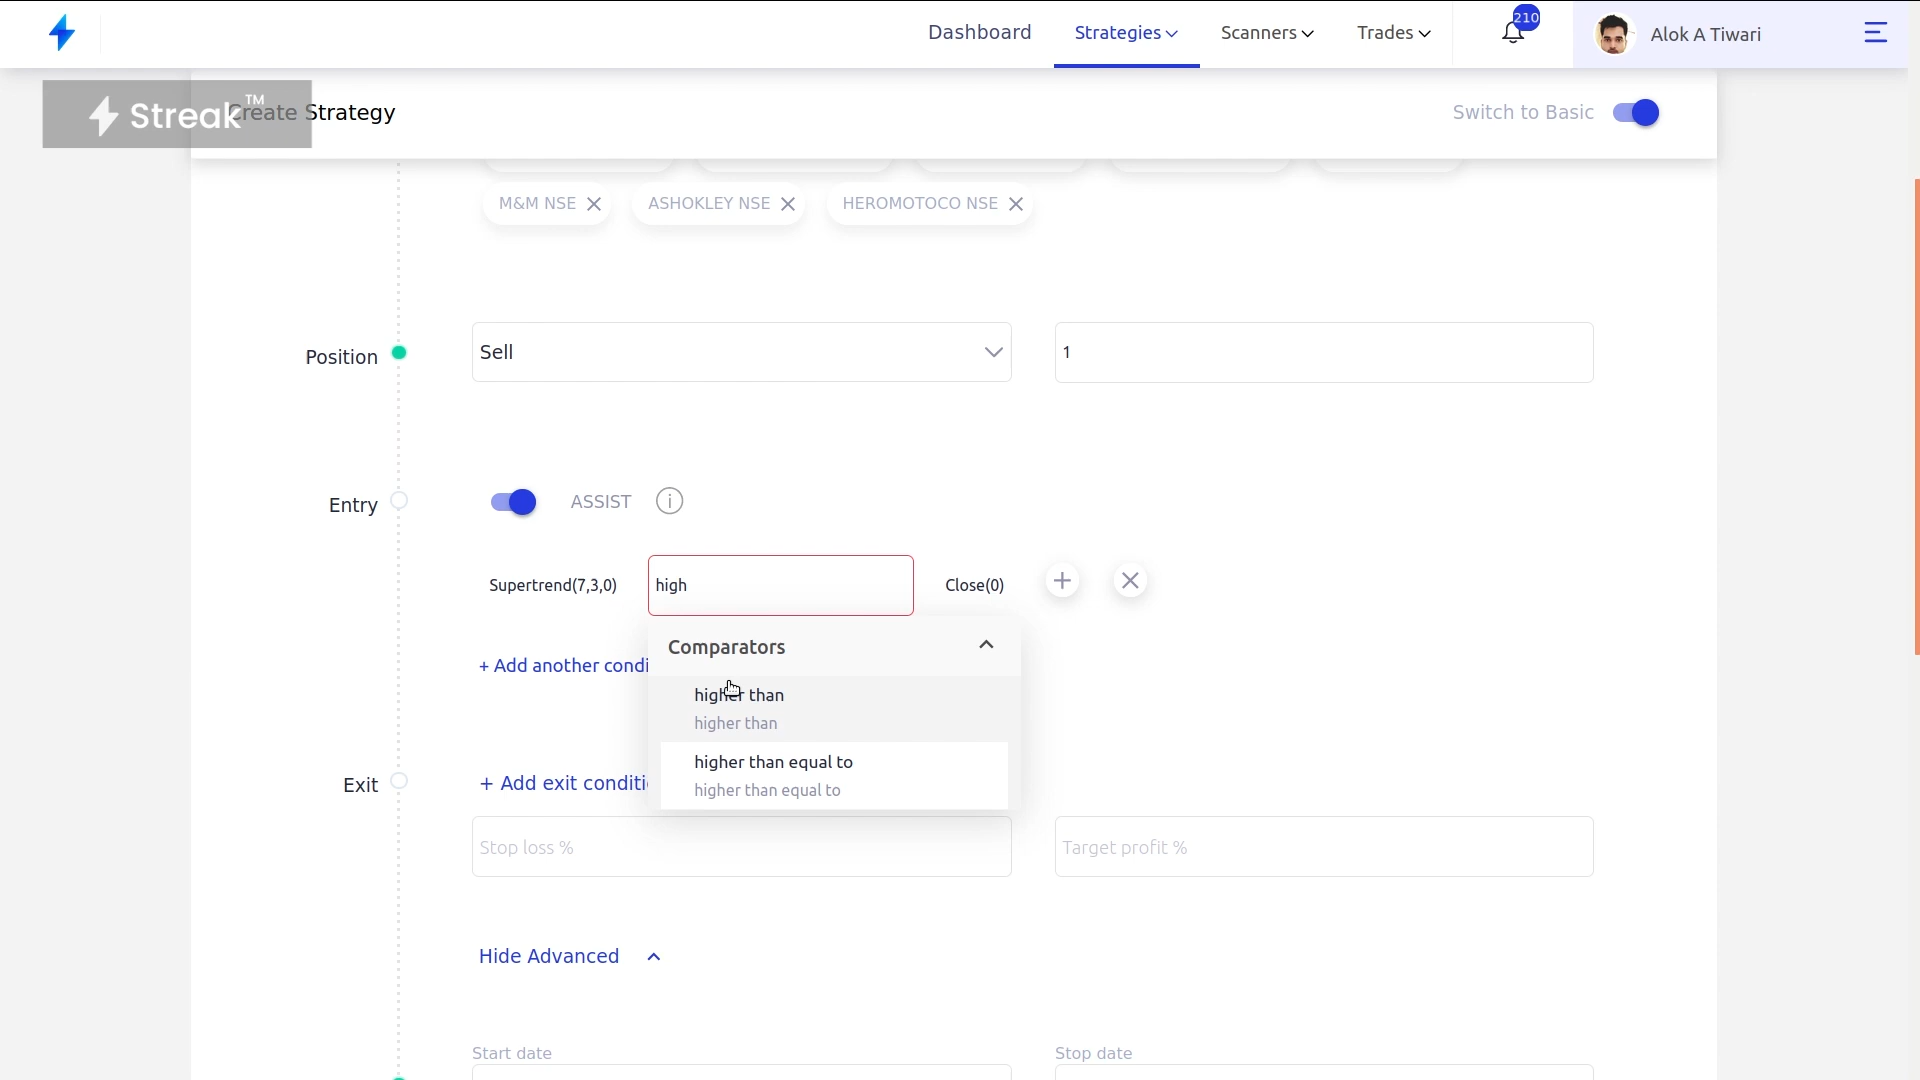 Dashboard
Strategies
Scanners
Trades
210
Alok A Tiwari
Streak™
Create Strategy
Switch to Basic
M&M NSE
ASHOKLEY NSE
HEROMOTOCO NSE
Position
Sell
1
Entry
ASSIST
i
Supertrend(7,3,0)
high
Close(0)
Comparators
+ Add another condi
higher than
higher than
higher than equal to
higher than equal to
Exit
+ Add exit conditi
Stop loss %
Target profit %
Hide Advanced
Start date
Stop date